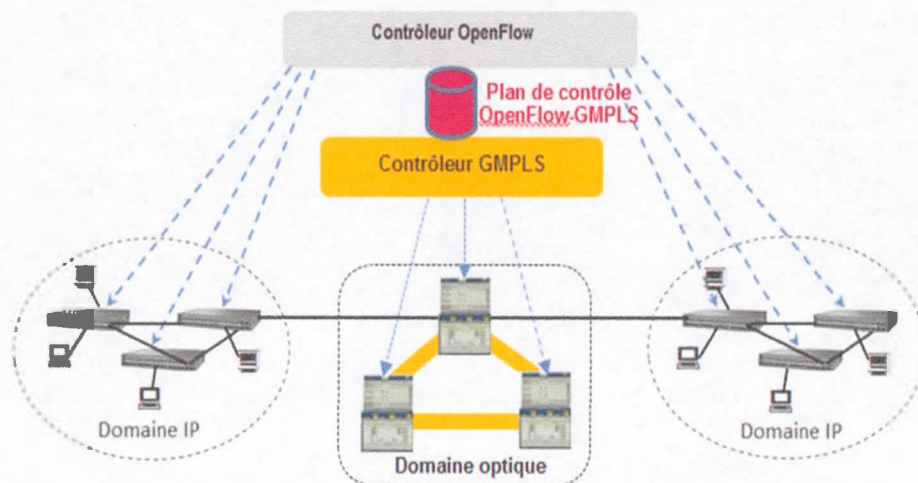 Contrôleur OpenFlow
Plan de contrôle
OpenFlow-GMPLS
Contrôleur GMPLS
Domaine IP
Domaine optique
Domaine IP